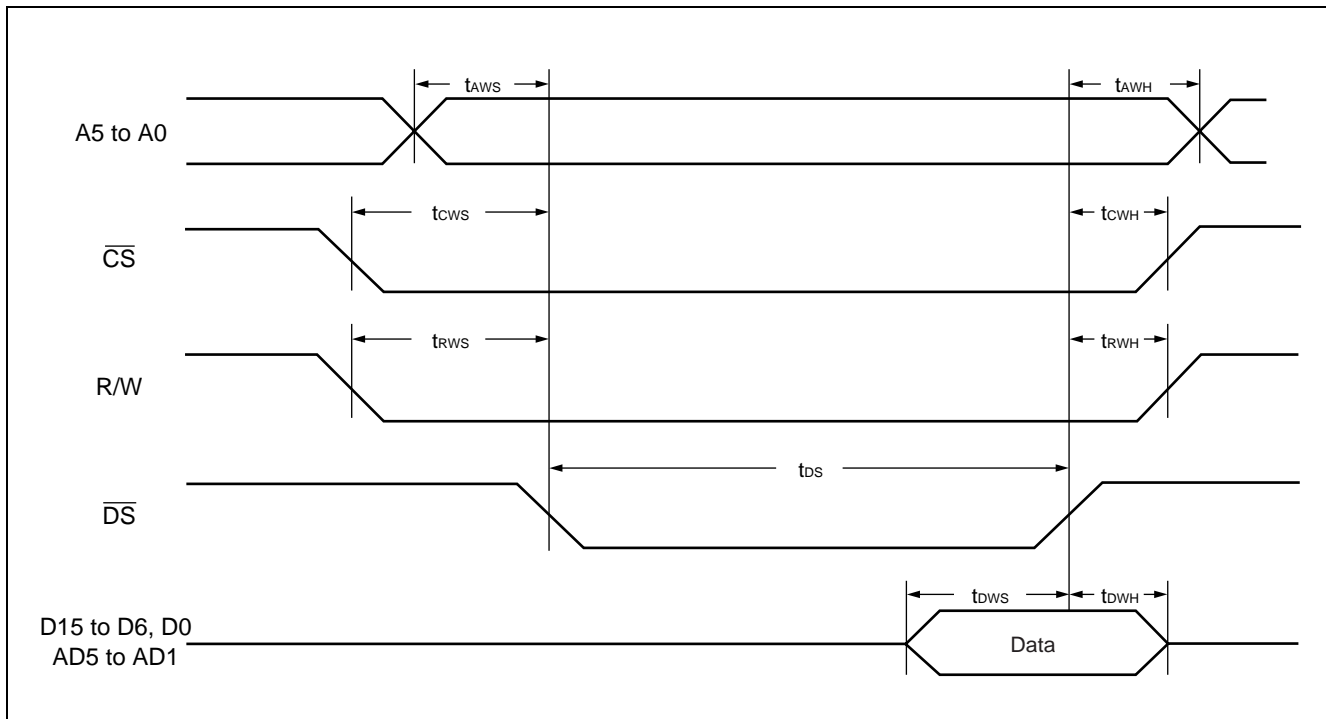 tAWS
tAWH
A5 to A0
tCWS
tCWH
CS
tRWS
tRWH
R/W
tDS
DS
tDWS
tDWH
D15 to D6, D0
AD5 to AD1
Data